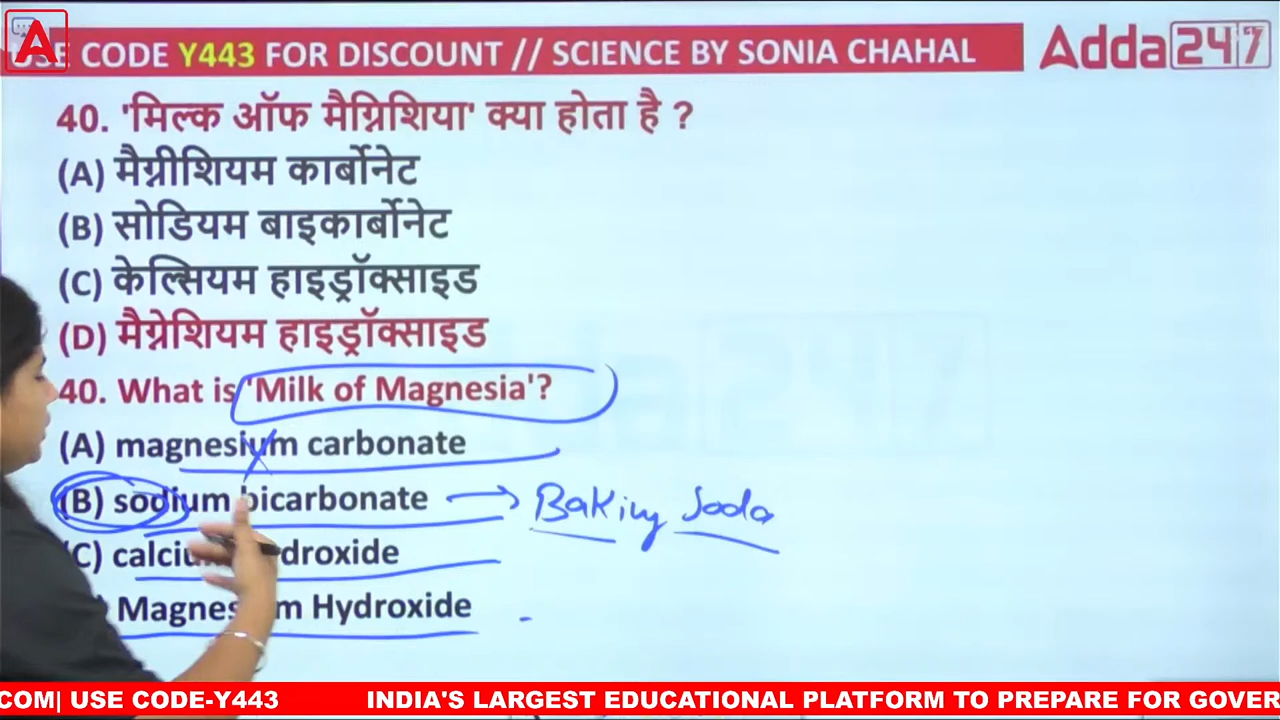 USE CODE Y443 FOR DISCOUNT // SCIENCE BY SONIA CHAHAL
Adda247
40. 'मिल्क ऑफ मैग्निशिया' क्या होता है ?
(A) मैग्नीशियम कार्बोनेट
(B) सोडियम बाइकार्बोनेट
(C) केल्सियम हाइड्रॉक्साइड
(D) मैग्नेशियम हाइड्रॉक्साइड
40. What is 'Milk of Magnesia'?
(A) magnesium carbonate
(B) sodium bicarbonate → Baking Soda
C) calciu droxide
Magnes m Hydroxide
COM| USE CODE-Y443 INDIA'S LARGEST EDUCATIONAL PLATFORM TO PREPARE FOR GOVER